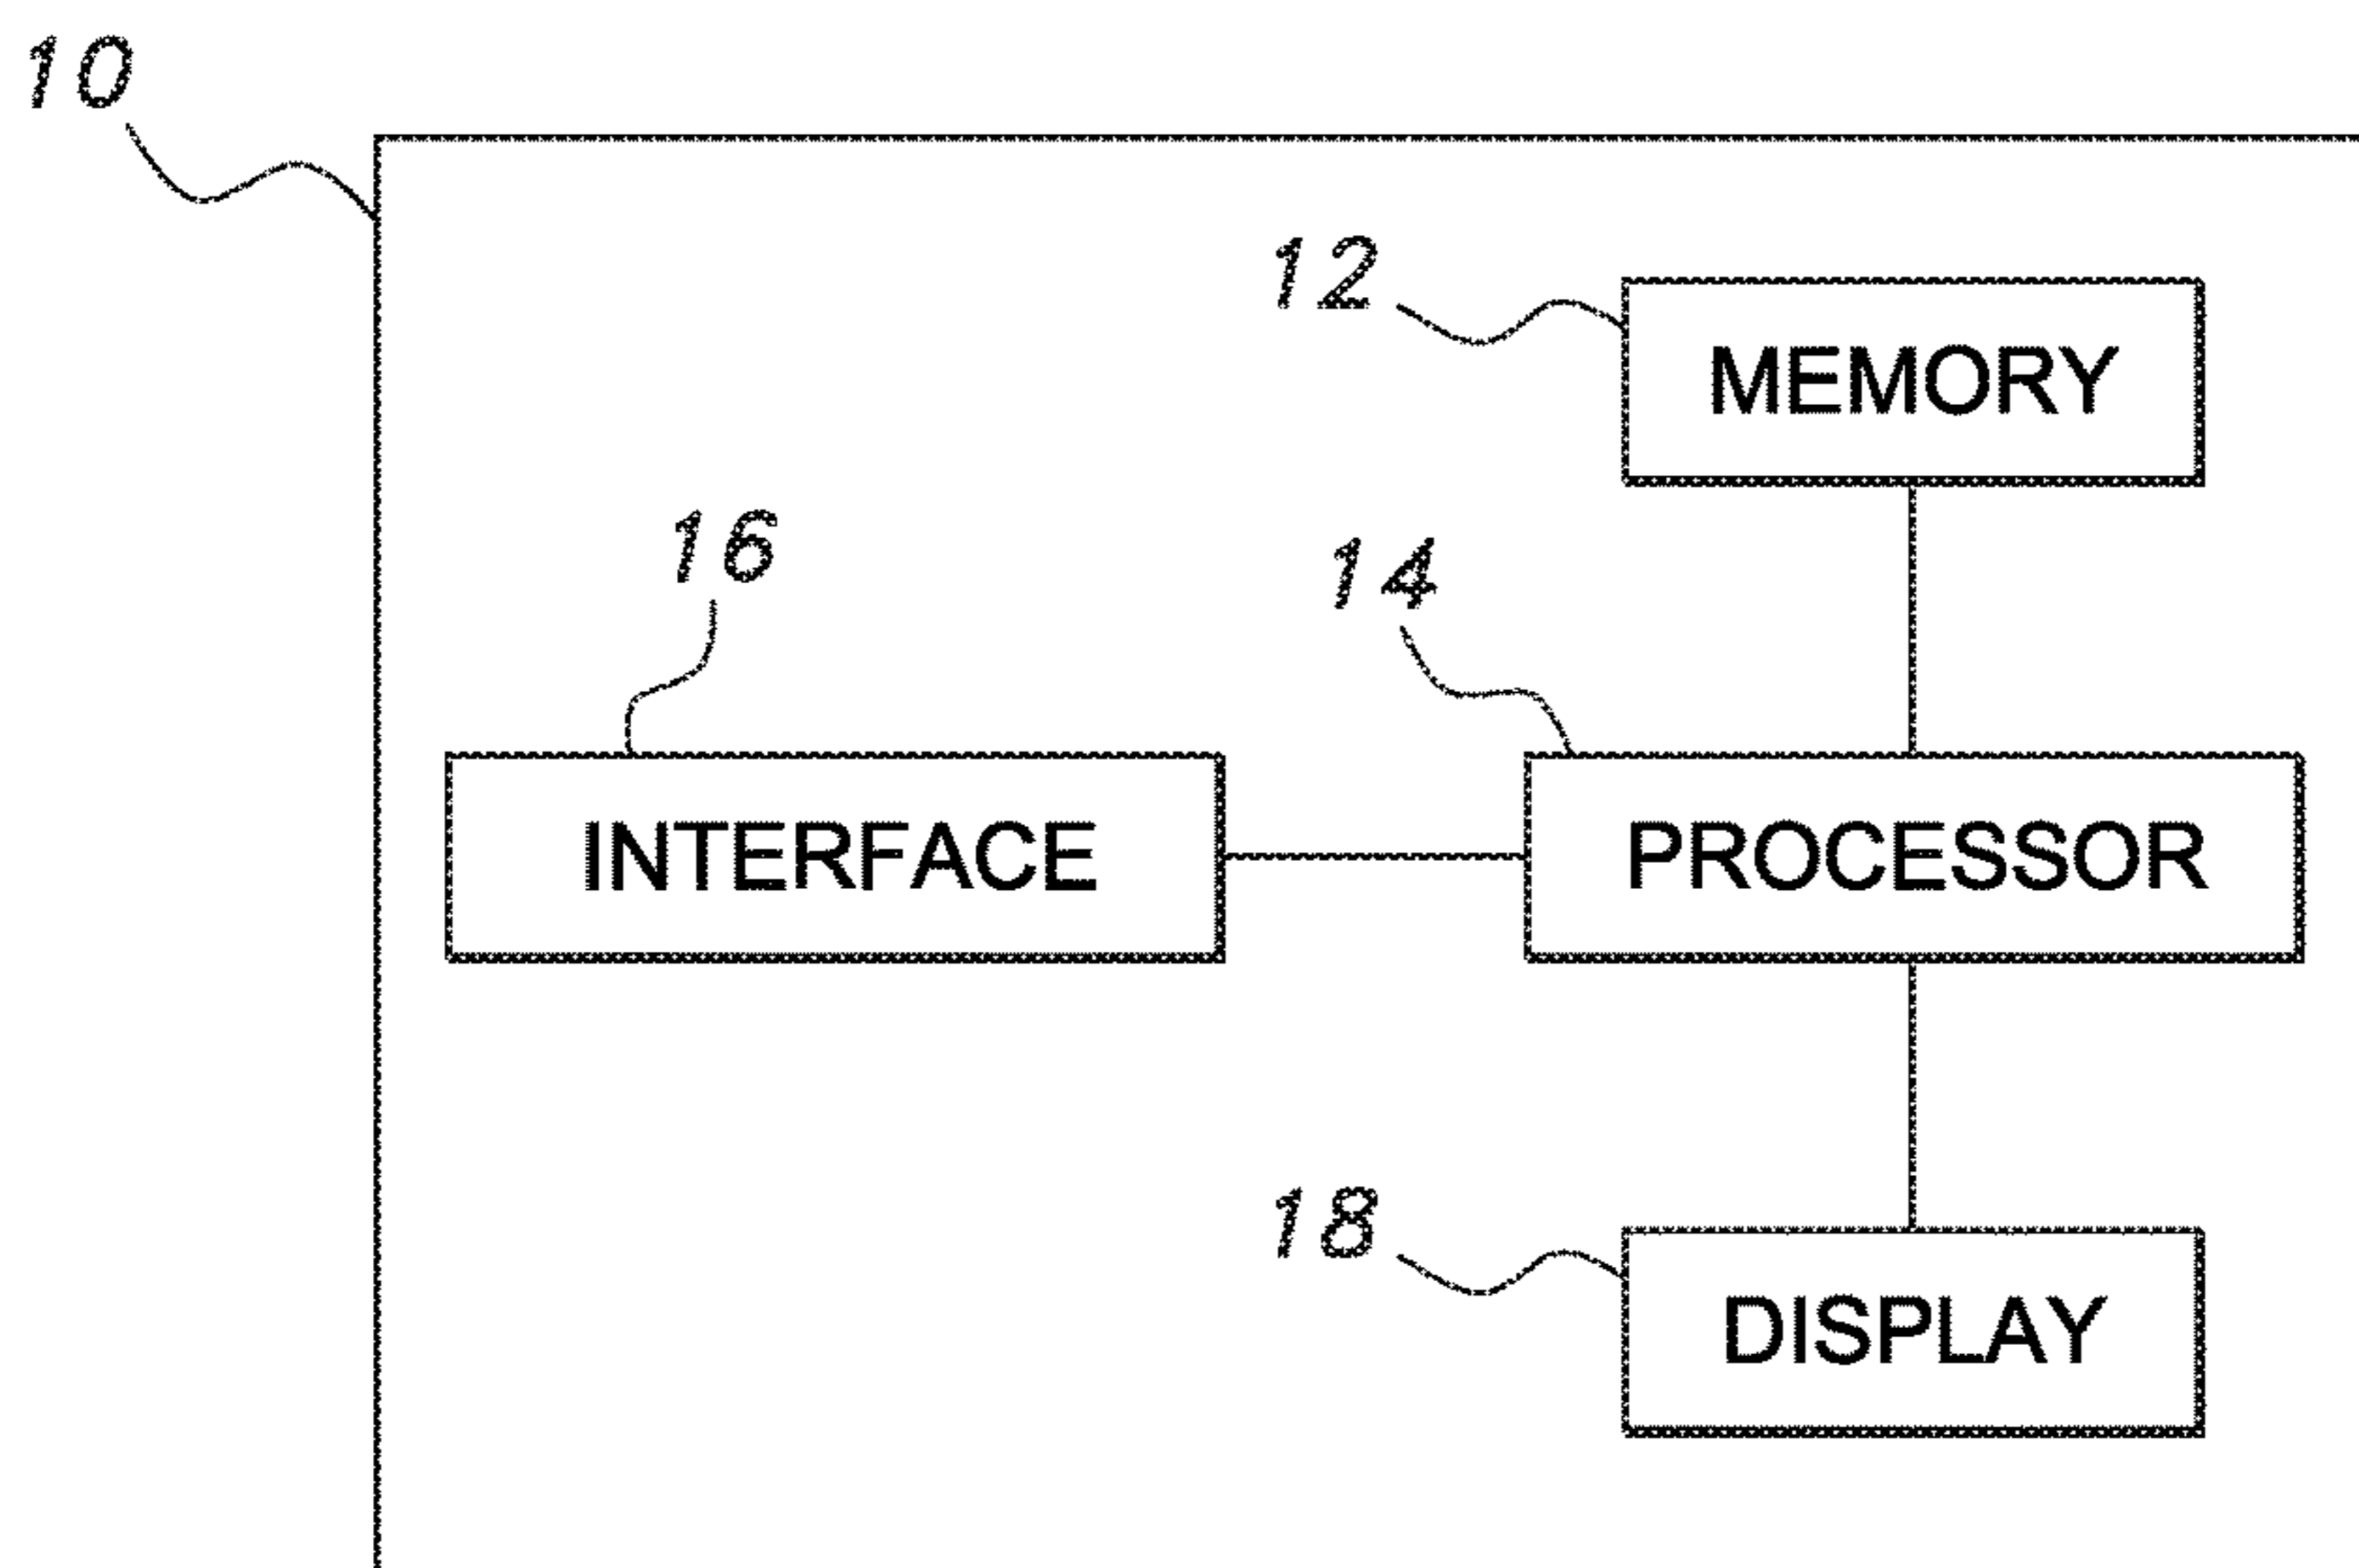 10
12
MEMORY
16
14
INTERFACE
PROCESSOR
18
DISPLAY